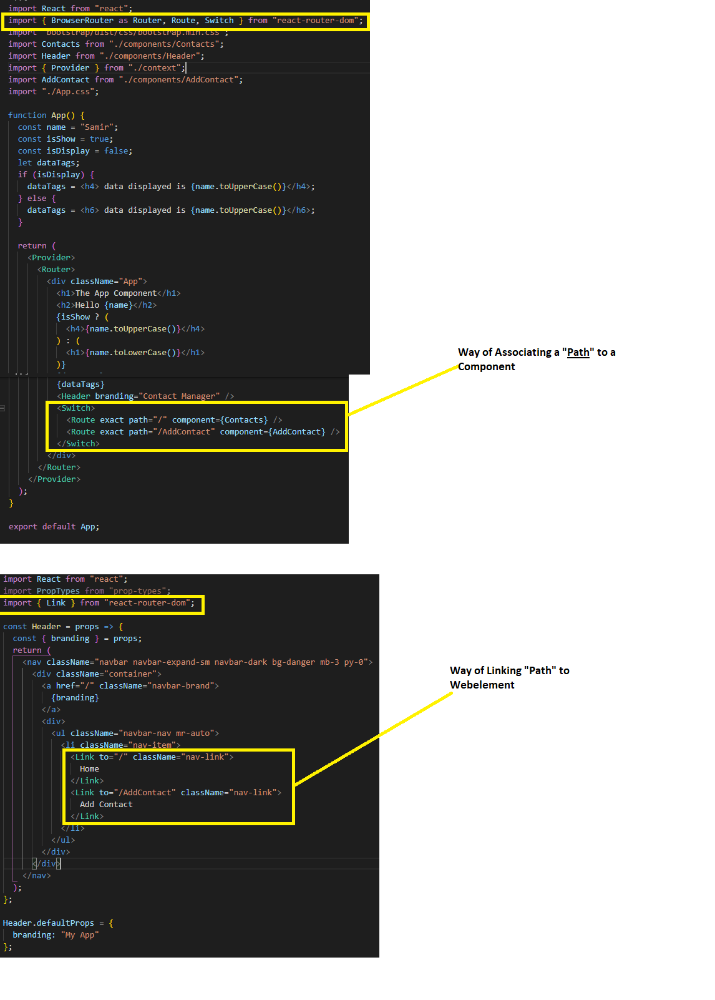 import React from "react";
import { BrowserRouter as Router, Route, Switch } from "react-router-dom";
import "bootstrap/dist/css/bootstrap.min.css";
import Contacts from "./components/Contacts";
import Header from "./components/Header";
import { Provider } from "./context";
import AddContact from "./components/AddContact";
import "./App.css";
function App() {
const name = "Samir";
const isShow = true;
const isDisplay = false;
let dataTags;
if (isDisplay) {
dataTags = <h4> data displayed is {name.toUpperCase()}</h4>;
} else {
dataTags = <h6> data displayed is {name.toUpperCase()}</h6>;
}
return (
<Provider>
<Router>
<div className="App">
<h1>The App Component</h1>
<h2>Hello {name}</h2>
{isShow ? (
<h4>{name.toUpperCase()}</h4>
) : (
<h1>{name.toLowerCase()}</h1>
)}
{dataTags}
<Header branding="Contact Manager" />
<Switch>
<Route exact path="/" component={Contacts} />
<Route exact path="/AddContact" component={AddContact} />
</Switch>
</div>
</Router>
</Provider>
);
}
export default App;
Way of Associating a "Path" to a
Component
import React from "react";
import PropTypes from "prop-types";
import { Link } from "react-router-dom";
const Header = props => {
const { branding } = props;
return (
<nav className="navbar navbar-expand-sm navbar-dark bg-danger mb-3 py-0">
<div className="container">
<a href="/" className="navbar-brand">
{branding}
</a>
<div>
<ul className="navbar-nav mr-auto">
<li className="nav-item">
<Link to="/" className="nav-link">
Home
</Link>
<Link to="/AddContact" className="nav-link">
Add Contact
</Link>
</li>
</ul>
</div>
</div>
</nav>
);
};
Header.defaultProps = {
branding: "My App"
};
Way of Linking "Path" to
Webelement